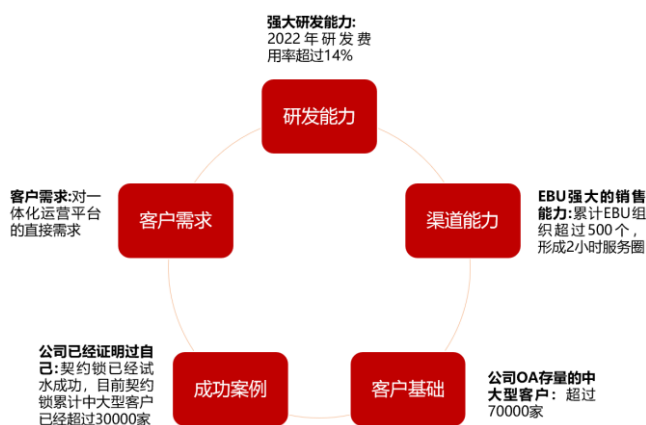 强大研发能力:
2022年研发费
用率超过14%
研发能力
客户需求:对一
体化运营平台
的直接需求
客户需求
渠道能力
EBU强大的销售
能力:累计EBU组
织超过500个，
形成2小时服务圈
公司已经证明过自
己:契约锁已经试
水成功，目前契约
锁累计中大型客户
已经超过30000家
成功案例
客户基础
公司OA存量的中
大型客户：超过
70000家